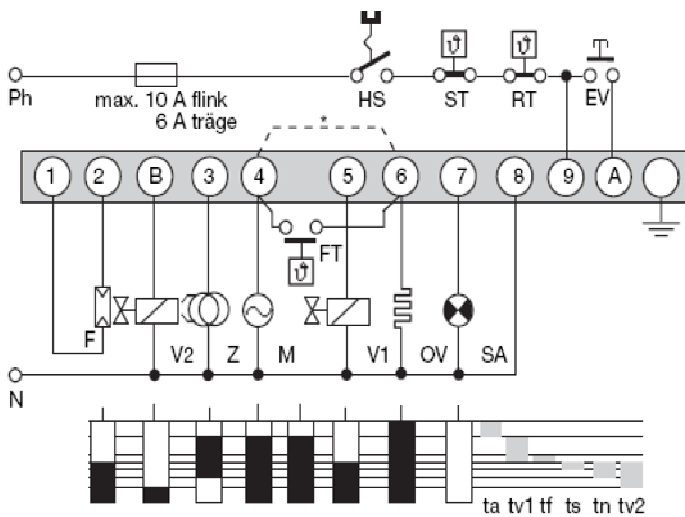 ϑ ϑ
Ph max. 10 A flink HS ST RT EV
6 A träge
*
1 2 B 3 4 5 6 7 8 9 A
FT
ϑ
F V2 Z M V1 OV SA
N
ta tv1 tf ts tn tv2